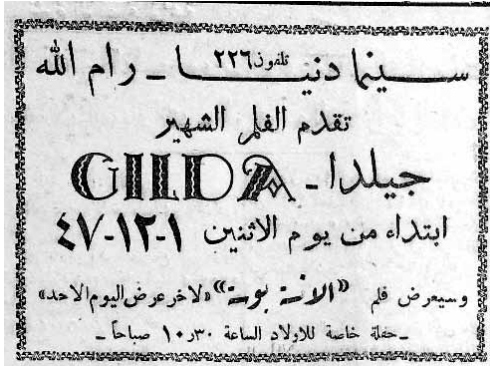 سينما دنيا تلفون ٢٢٦ - رام الله
تقدم الفلم الشهير
جيلدا - GILDA
ابتداء من يوم الاثنين ١-١٢-٤٧
وسيعرض فلم «الانسة بوسة» «لاخر عرض اليوم الاحد»
- حفلة خاصة للاولاد الساعة ١٠٫٣٠ صباحاً -